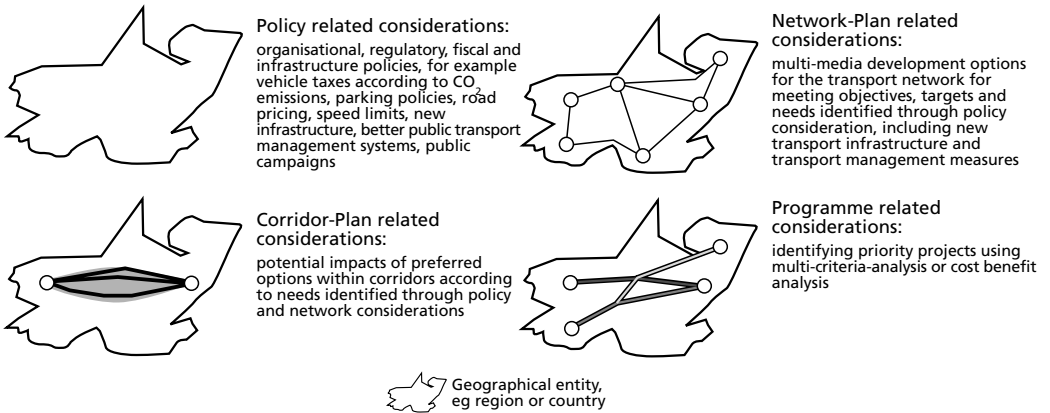 Policy related considerations:
organisational, regulatory, fiscal and
infrastructure policies, for example
vehicle taxes according to CO2
emissions, parking policies, road
pricing, speed limits, new
infrastructure, better public transport
management systems, public
campaigns
Network-Plan related
considerations:
multi-media development options
for the transport network for
meeting objectives, targets and
needs identified through policy
consideration, including new
transport infrastructure and
transport management measures
Corridor-Plan related
considerations:
potential impacts of preferred
options within corridors according
to needs identified through policy
and network considerations
Programme related
considerations:
identifying priority projects using
multi-criteria-analysis or cost benefit
analysis
Geographical entity,
eg region or country